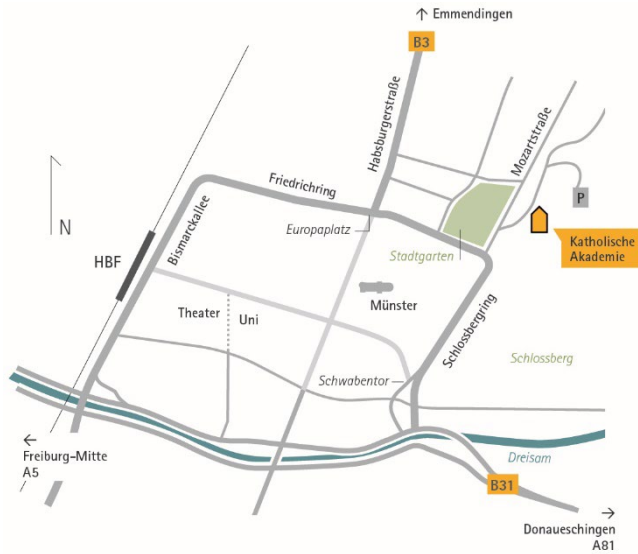 Emmendingen
B3
Habsburgerstraße
Mozartstraße
Friedrichring
P
N
Europaplatz
Katholische
Akademie
Stadtgarten
Bismarckallee
HBF
Münster
Theater
Uni
Schlossbergring
Schlossberg
Schwabentor
Freiburg-Mitte
A5
Dreisam
B31
Donaueschingen
A81